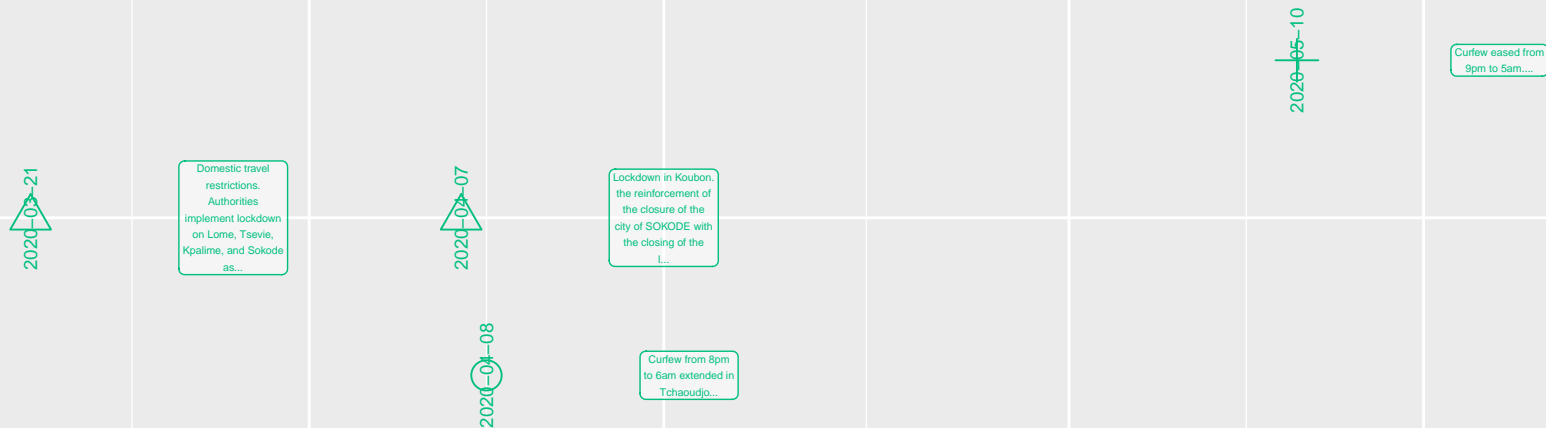 2020−05−10
Curfew eased from
9pm to 5am....
2020−03−21
Domestic travel
restrictions.
Authorities
implement lockdown
on Lome, Tsevie,
Kpalime, and Sokode
as...
2020−04−07
Lockdown in Koubon.
the reinforcement of
the closure of the
city of SOKODE with
the closing of the
l...
2020−04−08
Curfew from 8pm
to 6am extended in
Tchaoudjo...